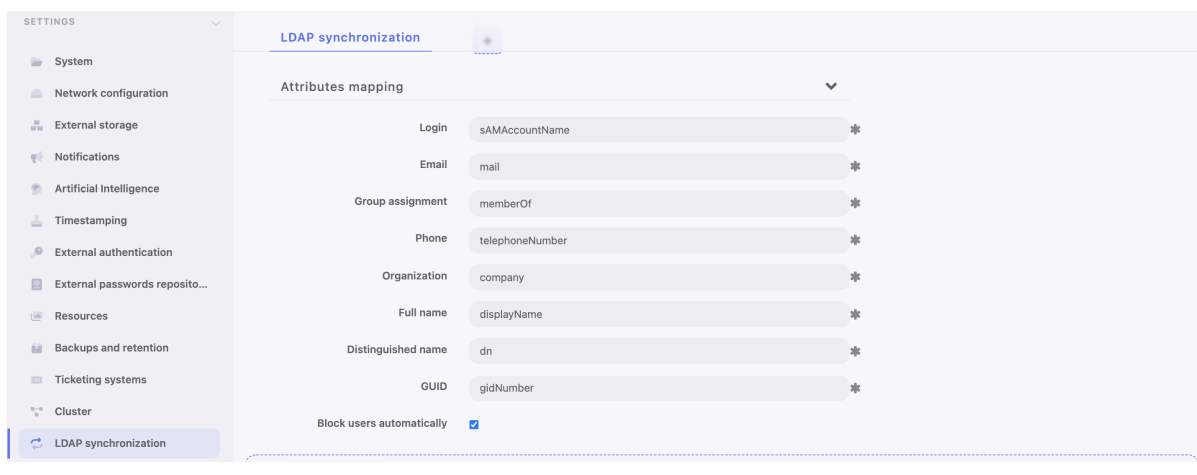 SETTINGS
System
Network configuration
External storage
Notifications
Artificial Intelligence
Timestamping
External authentication
External passwords reposito...
Resources
Backups and retention
Ticketing systems
Cluster
LDAP synchronization
LDAP synchronization
+
Attributes mapping
Login sAMAccountName *
Email mail *
Group assignment memberOf *
Phone telephoneNumber *
Organization company *
Full name displayName *
Distinguished name dn *
GUID gidNumber *
Block users automatically